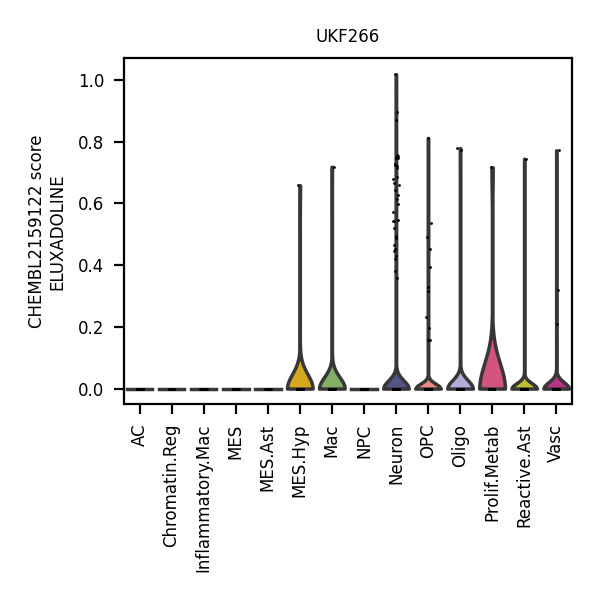 UKF266
CHEMBL2159122 score
ELUXADOLINE
1.0
0.8
0.6
0.4
0.2
0.0
AC
Chromatin.Reg
Inflammatory.Mac
MES
MES.Ast
MES.Hyp
Mac
NPC
Neuron
OPC
Oligo
Prolif.Metab
Reactive.Ast
Vasc